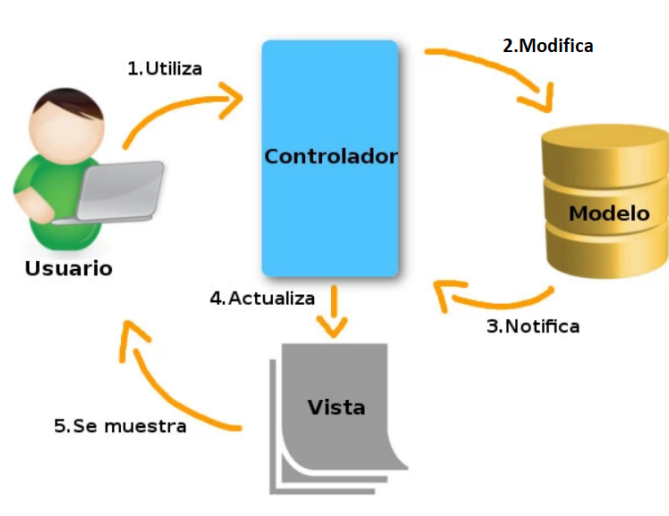 1.Utiliza
2.Modifica
Controlador
Modelo
Usuario
4.Actualiza
3.Notifica
Vista
5.Se muestra